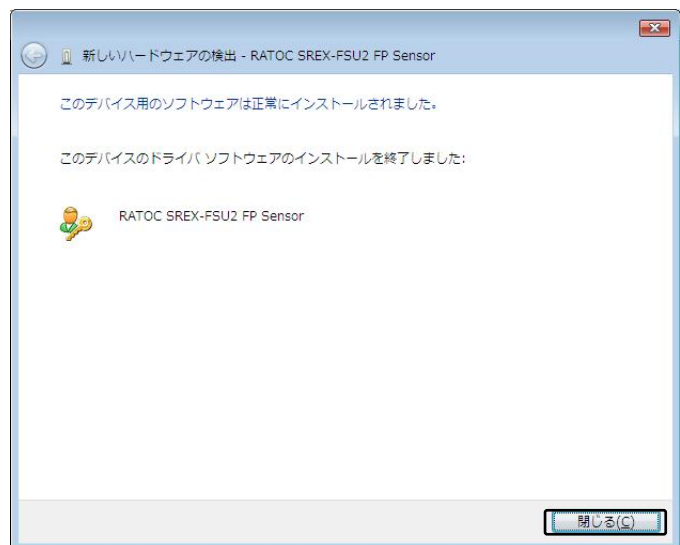 新しいハードウェアの検出 - RATOC SREX-FSU2 FP Sensor
このデバイス用のソフトウェアは正常にインストールされました。
このデバイスのドライバ ソフトウェアのインストールを終了しました:
RATOC SREX-FSU2 FP Sensor
閉じる(C)